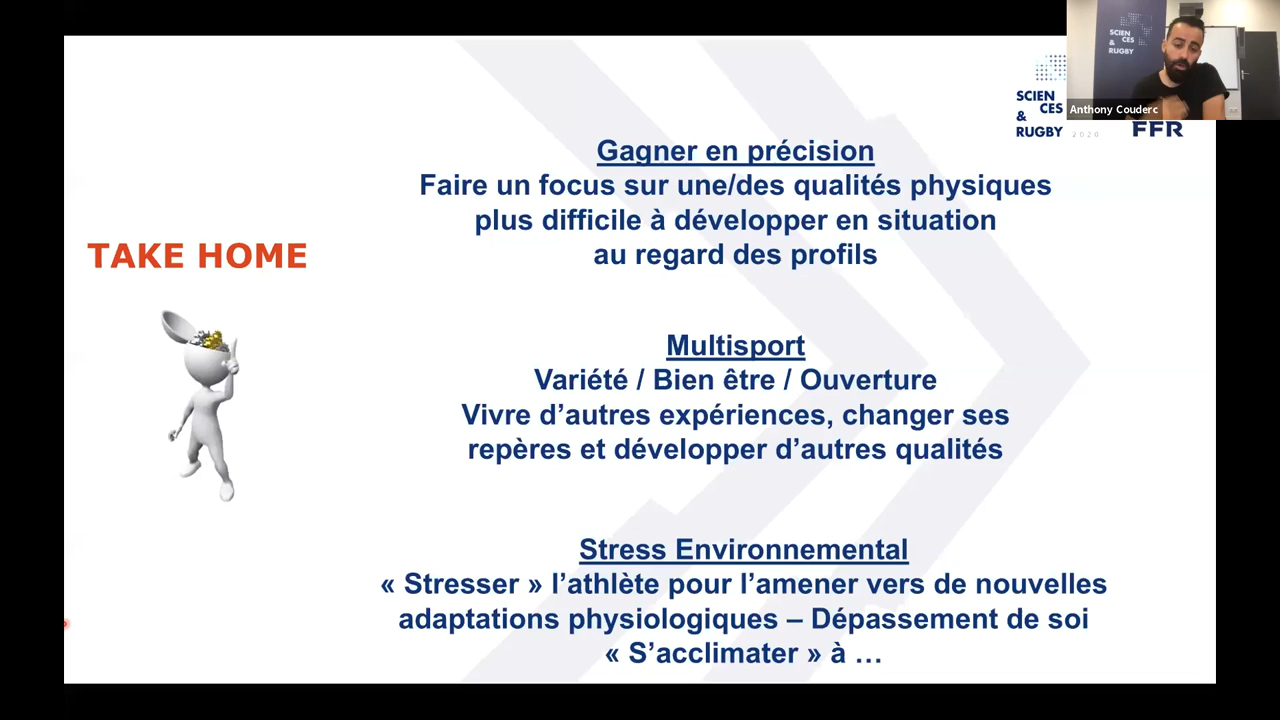 SCIEN
CES
&
RUGBY
Anthony Couderc
SCIEN
CES
&
RUGBY
2020
FFR
TAKE HOME
Gagner en précision
Faire un focus sur une/des qualités physiques
plus difficile à développer en situation
au regard des profils
Multisport
Variété / Bien être / Ouverture
Vivre d’autres expériences, changer ses
repères et développer d’autres qualités
Stress Environnemental
« Stresser » l’athlète pour l’amener vers de nouvelles
adaptations physiologiques – Dépassement de soi
« S’acclimater » à …